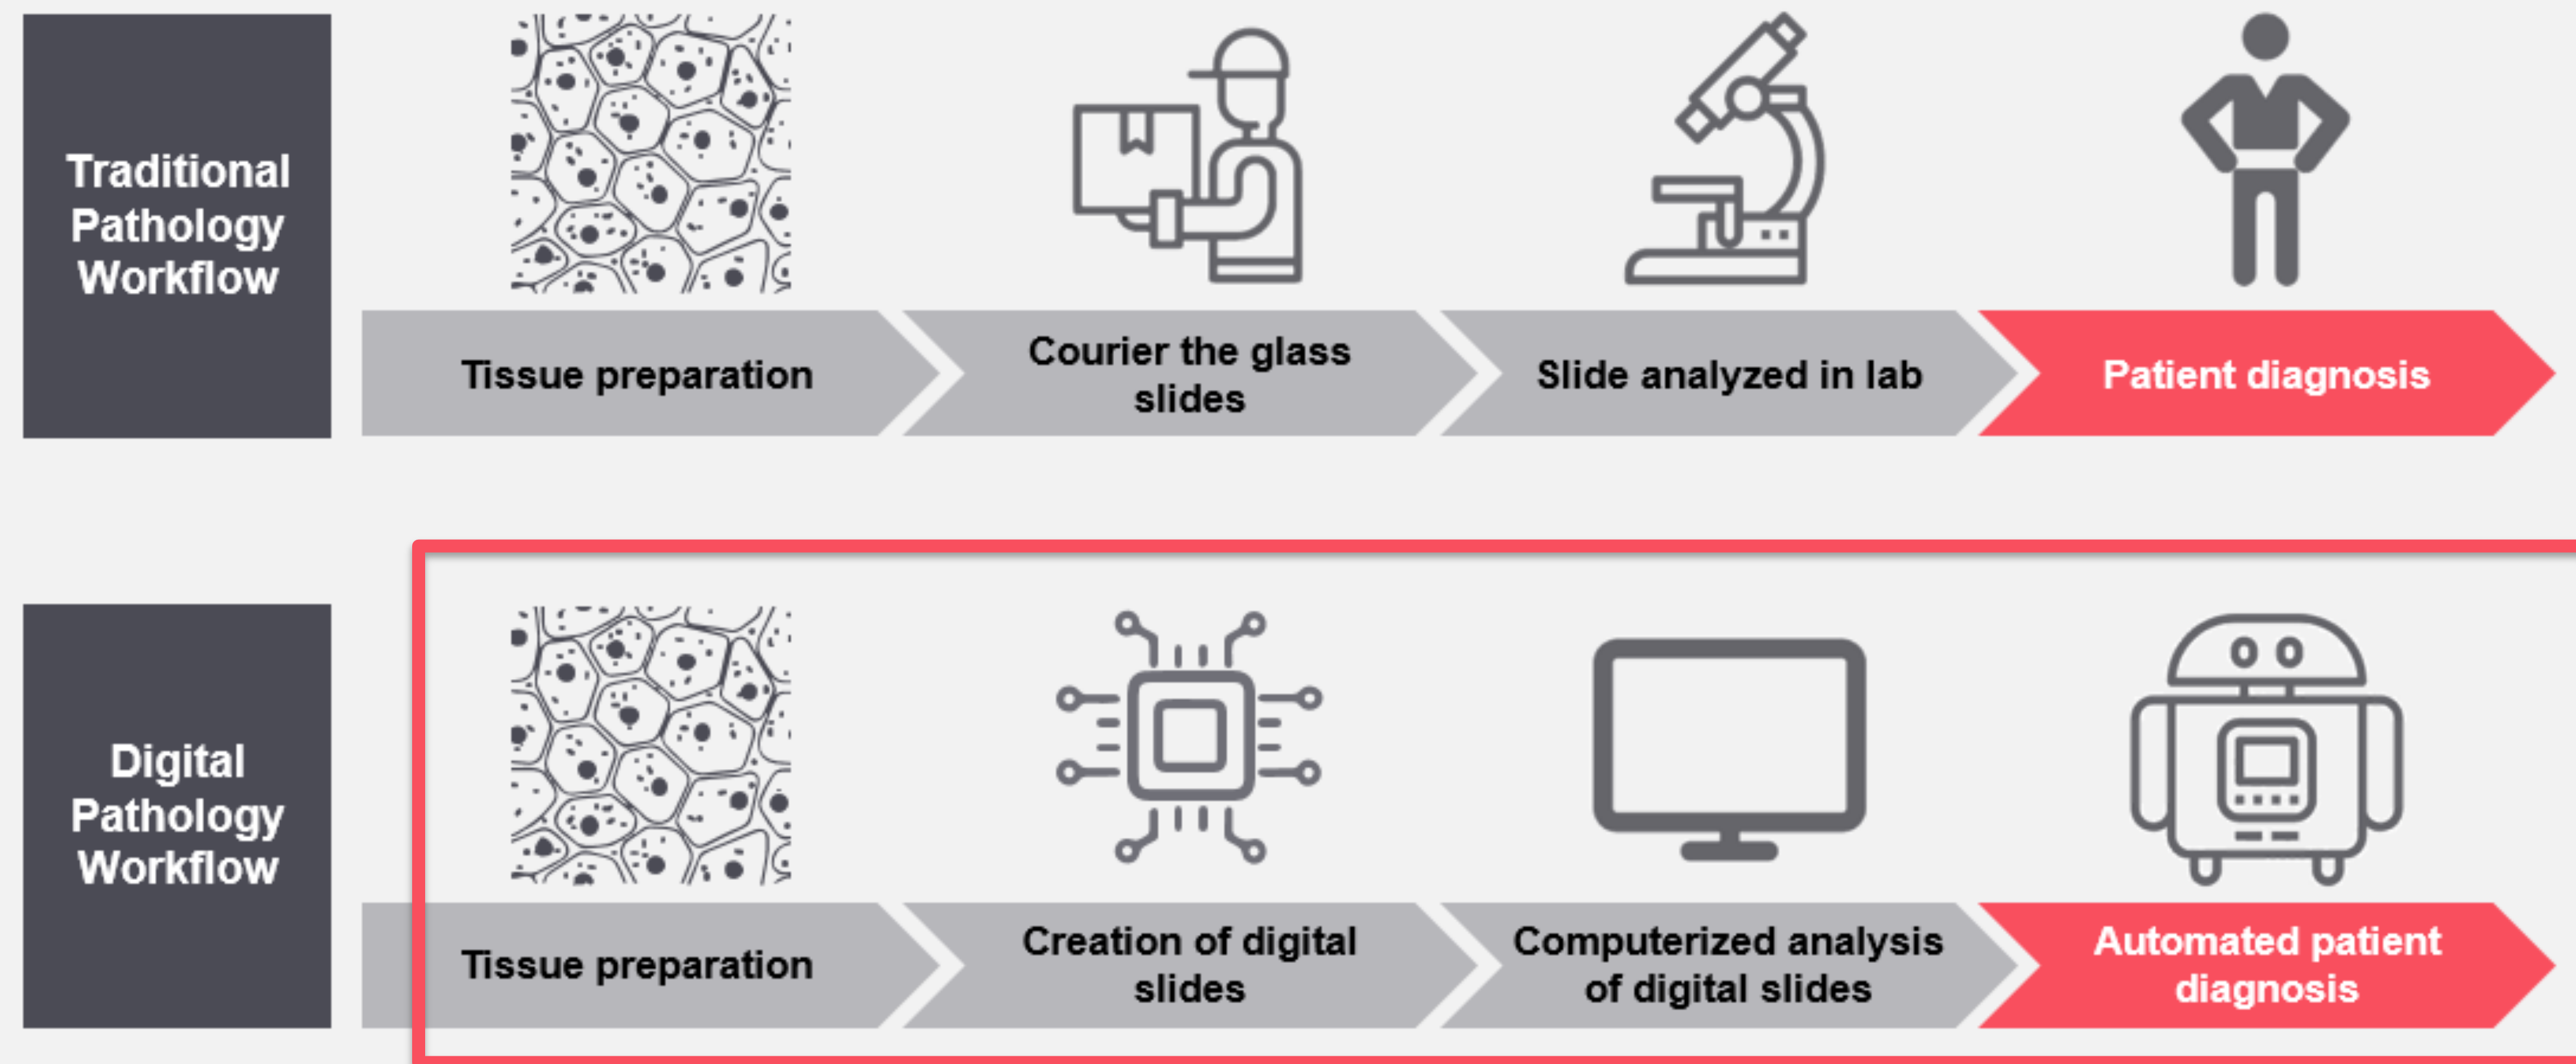 Traditional
Pathology
Workflow
Tissue preparation
Courier the glass
slides
Slide analyzed in lab
Patient diagnosis
Digital
Pathology
Workflow
Tissue preparation
Creation of digital
slides
Computerized analysis
of digital slides
Automated patient
diagnosis